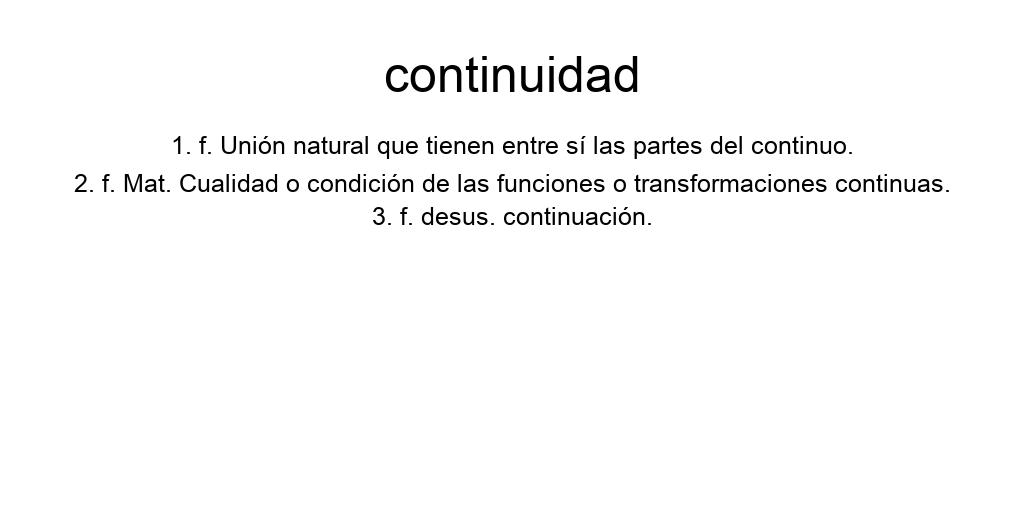 continuidad
1. f. Unión natural que tienen entre sí las partes del continuo.
2. f. Mat. Cualidad o condición de las funciones o transformaciones continuas.
3. f. desus. continuación.